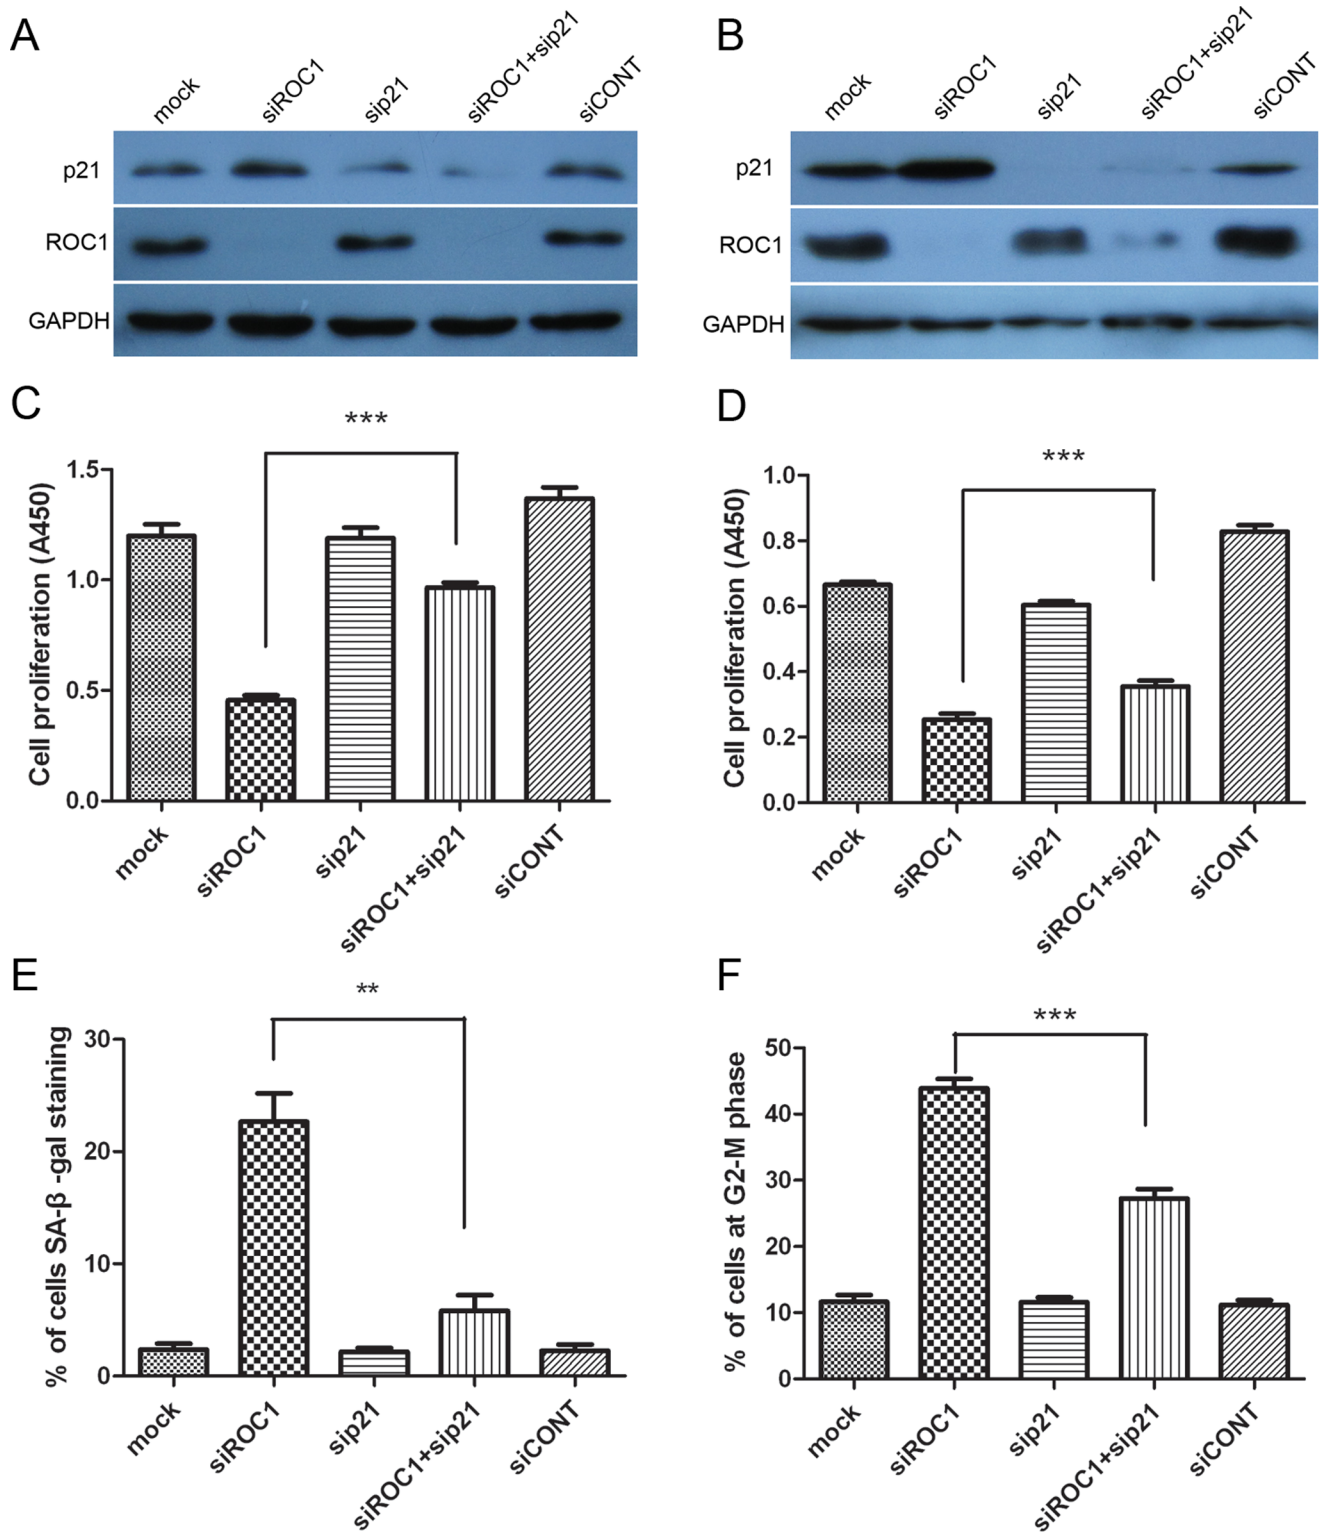 A
mock
siROC1
sip21
siROC1+sip21
siCONT
p21
ROC1
GAPDH
B
mock
siROC1
sip21
siROC1+sip21
siCONT
p21
ROC1
GAPDH
C
***
Cell proliferation (A450)
1.5
1.0
0.5
0.0
mock
siROC1
sip21
siROC1+sip21
siCONT
D
***
Cell proliferation (A450)
1.0
0.8
0.6
0.4
0.2
0.0
mock
siROC1
sip21
siROC1+sip21
siCONT
E
**
% of cells SA-β -gal staining
30
20
10
0
mock
siROC1
sip21
siROC1+sip21
siCONT
F
***
% of cells at G2-M phase
50
40
30
20
10
0
mock
siROC1
sip21
siROC1+sip21
siCONT